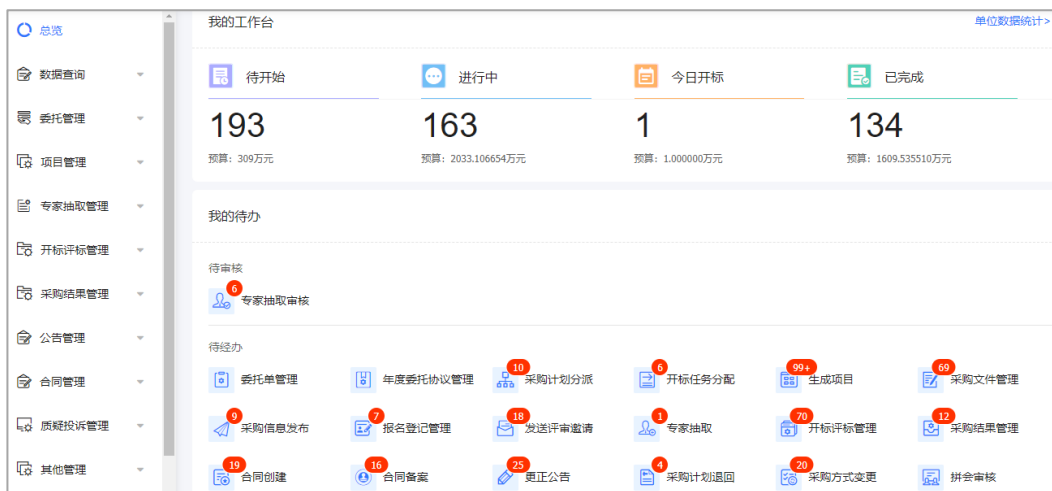 总览
数据查询
委托管理
项目管理
专家抽取管理
开标评标管理
采购结果管理
公告管理
合同管理
质疑投诉管理
其他管理
我的工作台
单位数据统计>
待开始
进行中
今日开标
已完成
193
163
1
134
预算：309万元
预算：2033.106654万元
预算：1.000000万元
预算：1609.535510万元
我的待办
待审核
6
专家抽取审核
待经办
委托单管理
年度委托协议管理
10
采购计划分派
6
开标任务分配
99+
生成项目
69
采购文件管理
9
采购信息发布
7
报名登记管理
18
发送评审邀请
1
专家抽取
70
开标评标管理
12
采购结果管理
19
合同创建
16
合同备案
25
更正公告
4
采购计划退回
20
采购方式变更
拼会审核